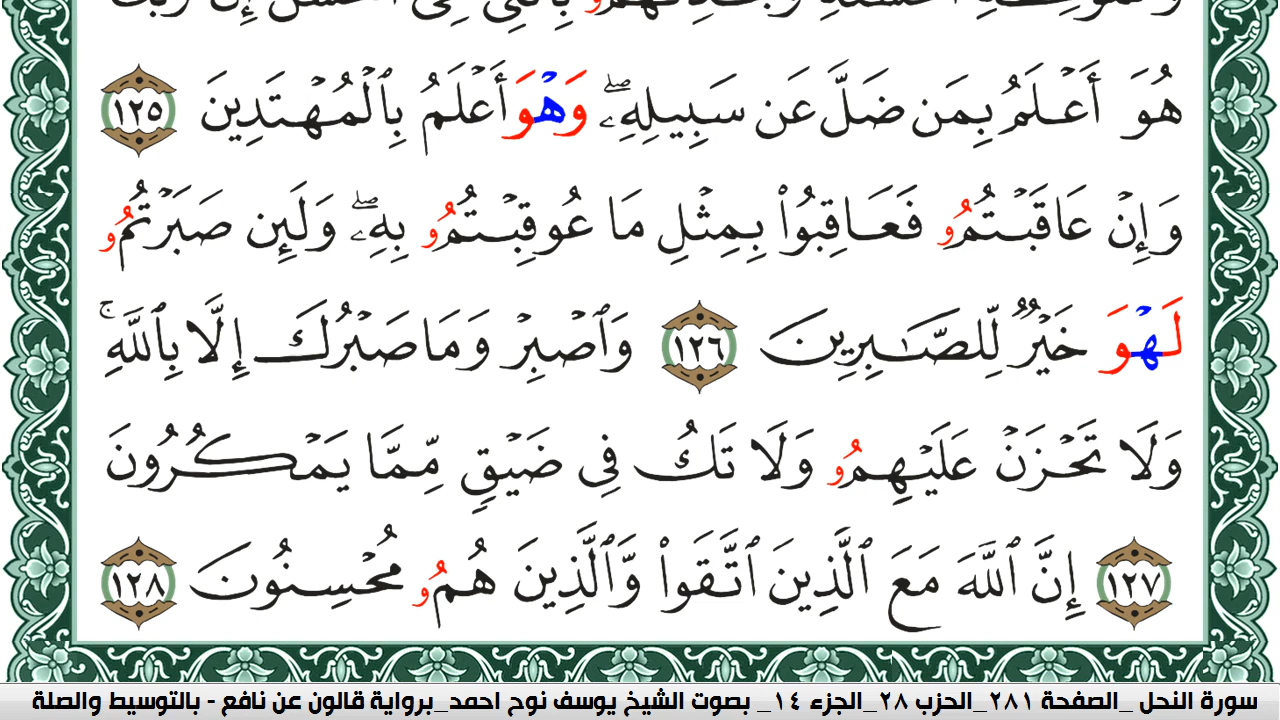 هُوَ أَعْلَمُ بِمَن ضَلَّ عَن سَبِيلِهِۦۖ وَهْوَ أَعْلَمُ بِالْمُهْتَدِينَ ١٢٥
وَإِنْ عَاقَبْتُمُۥ فَعَاقِبُوا۟ بِمِثْلِ مَا عُوقِبْتُمُۥ بِهِۦۖ وَلَئِن صَبَرْتُمُۥ
لَهْوَ خَيْرٌ لِّلصَّـٰبِرِينَ ١٢٦ وَٱصْبِرْ وَمَا صَبْرُكَ إِلَّا بِٱللَّهِۚ
وَلَا تَحْزَنْ عَلَيْهِمُۥ وَلَا تَكُ فِى ضَيْقٍ مِّمَّا يَمْكُرُونَ
١٢٧ إِنَّ ٱللَّهَ مَعَ ٱلَّذِينَ ٱتَّقَوا۟ وَّٱلَّذِينَ هُمُۥ مُحْسِنُونَ ١٢٨
سورة النحل _الصفحة ٢٨١_الحزب ٢٨_الجزء ١٤_ بصوت الشيخ يوسف نوح احمد_برواية قالون عن نافع - بالتوسيط والصلة